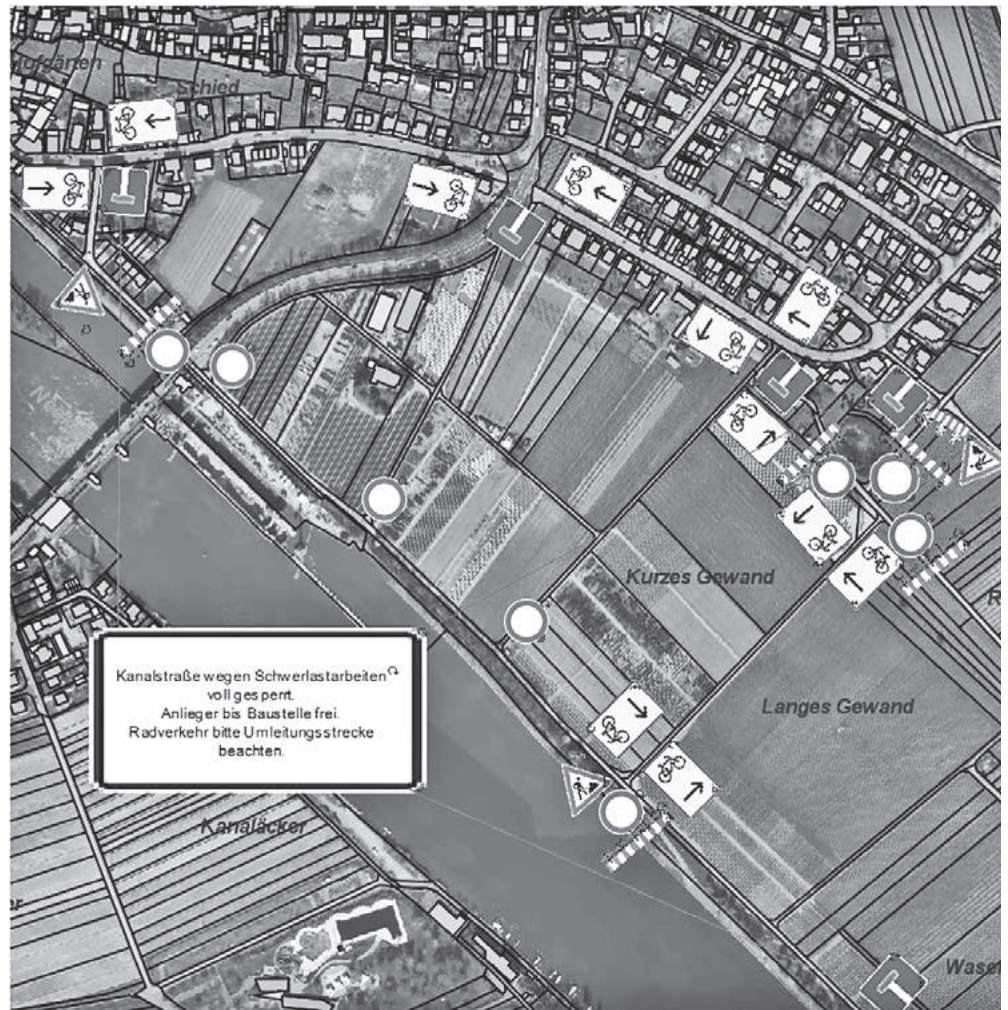 Hofgärten
Schied
Kurzes Gewand
Langes Gewand
Kanalstraße wegen Schwerlastarbeiten
voll gesperrt.
Anlieger bis Baustelle frei.
Radverkehr bitte Umleitungsstrecke
beachten.
Kanaläcker